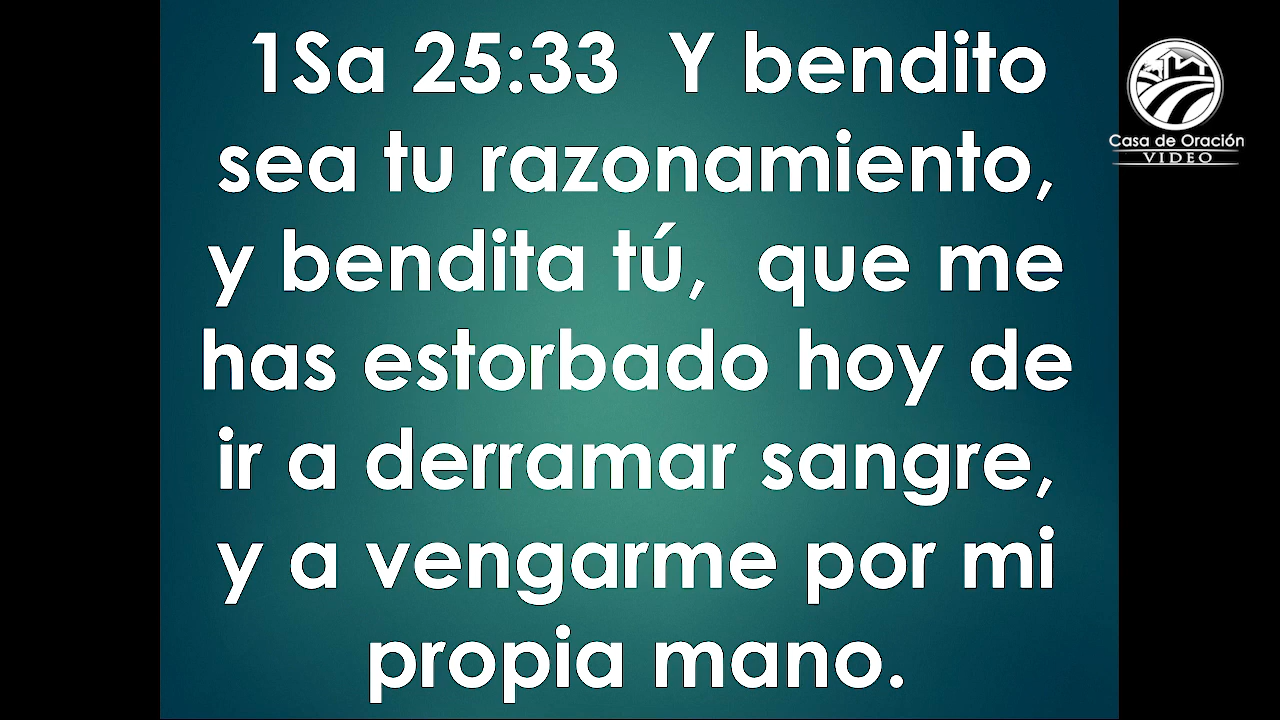 1Sa 25:33  Y bendito
sea tu razonamiento,
y bendita tú,  que me
has estorbado hoy de
ir a derramar sangre,
y a vengarme por mi
propia mano.
Casa de Oración
VIDEO